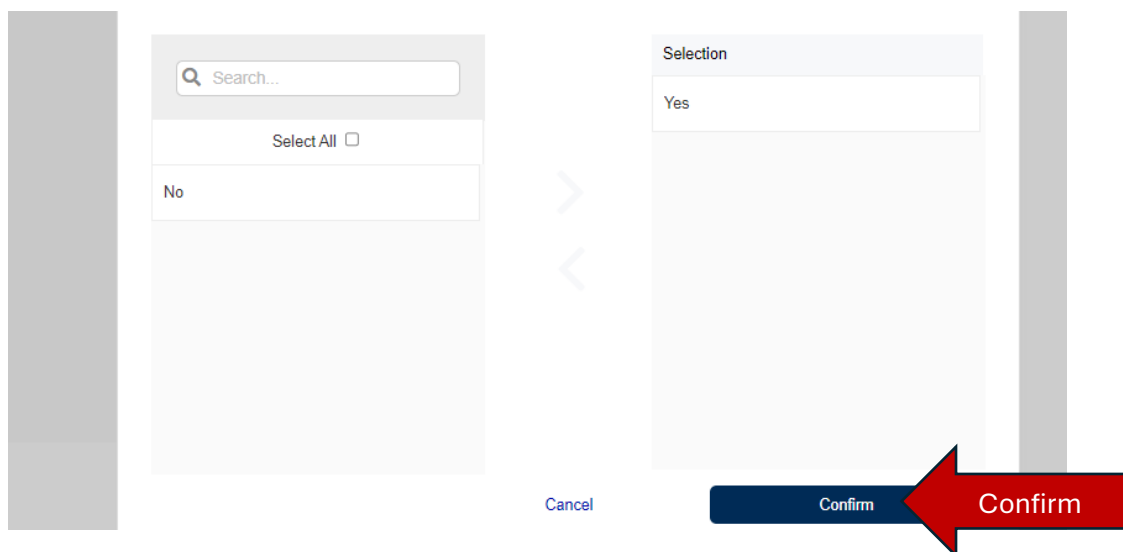 Search...
Select All
No
Selection
Yes
Cancel
Confirm
Confirm